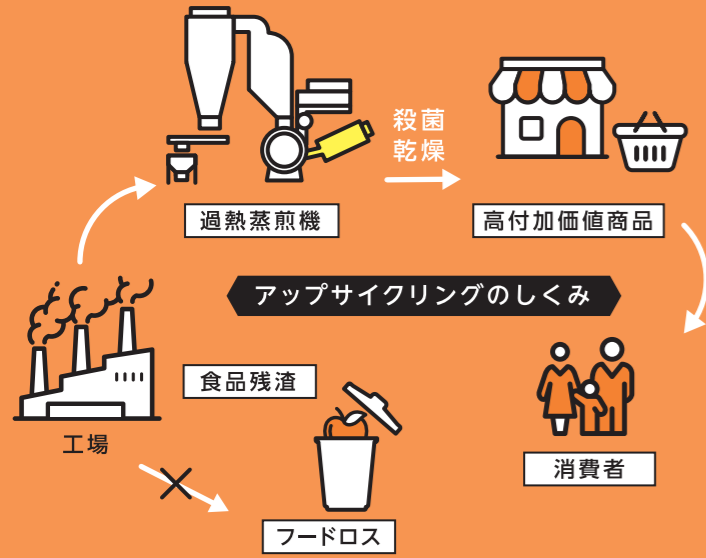 殺菌
乾燥
過熱蒸煎機
高付加価値商品
アップサイクリングのしくみ
食品残渣
工場
消費者
フードロス